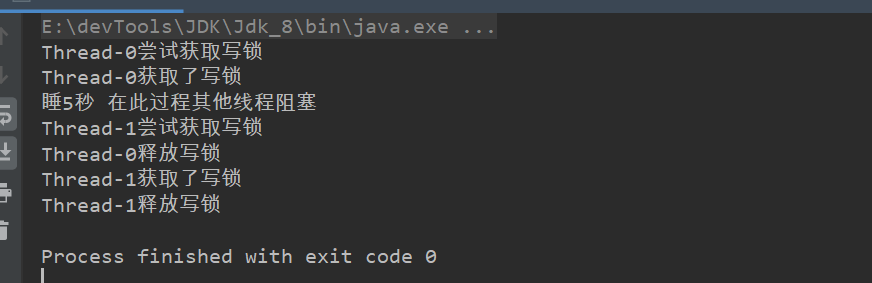 E:\devTools\JDK\Jdk_8\bin\java.exe ...
Thread-0尝试获取写锁
Thread-0获取了写锁
睡5秒 在此过程其他线程阻塞
Thread-1尝试获取写锁
Thread-0释放写锁
Thread-1获取了写锁
Thread-1释放写锁
Process finished with exit code 0